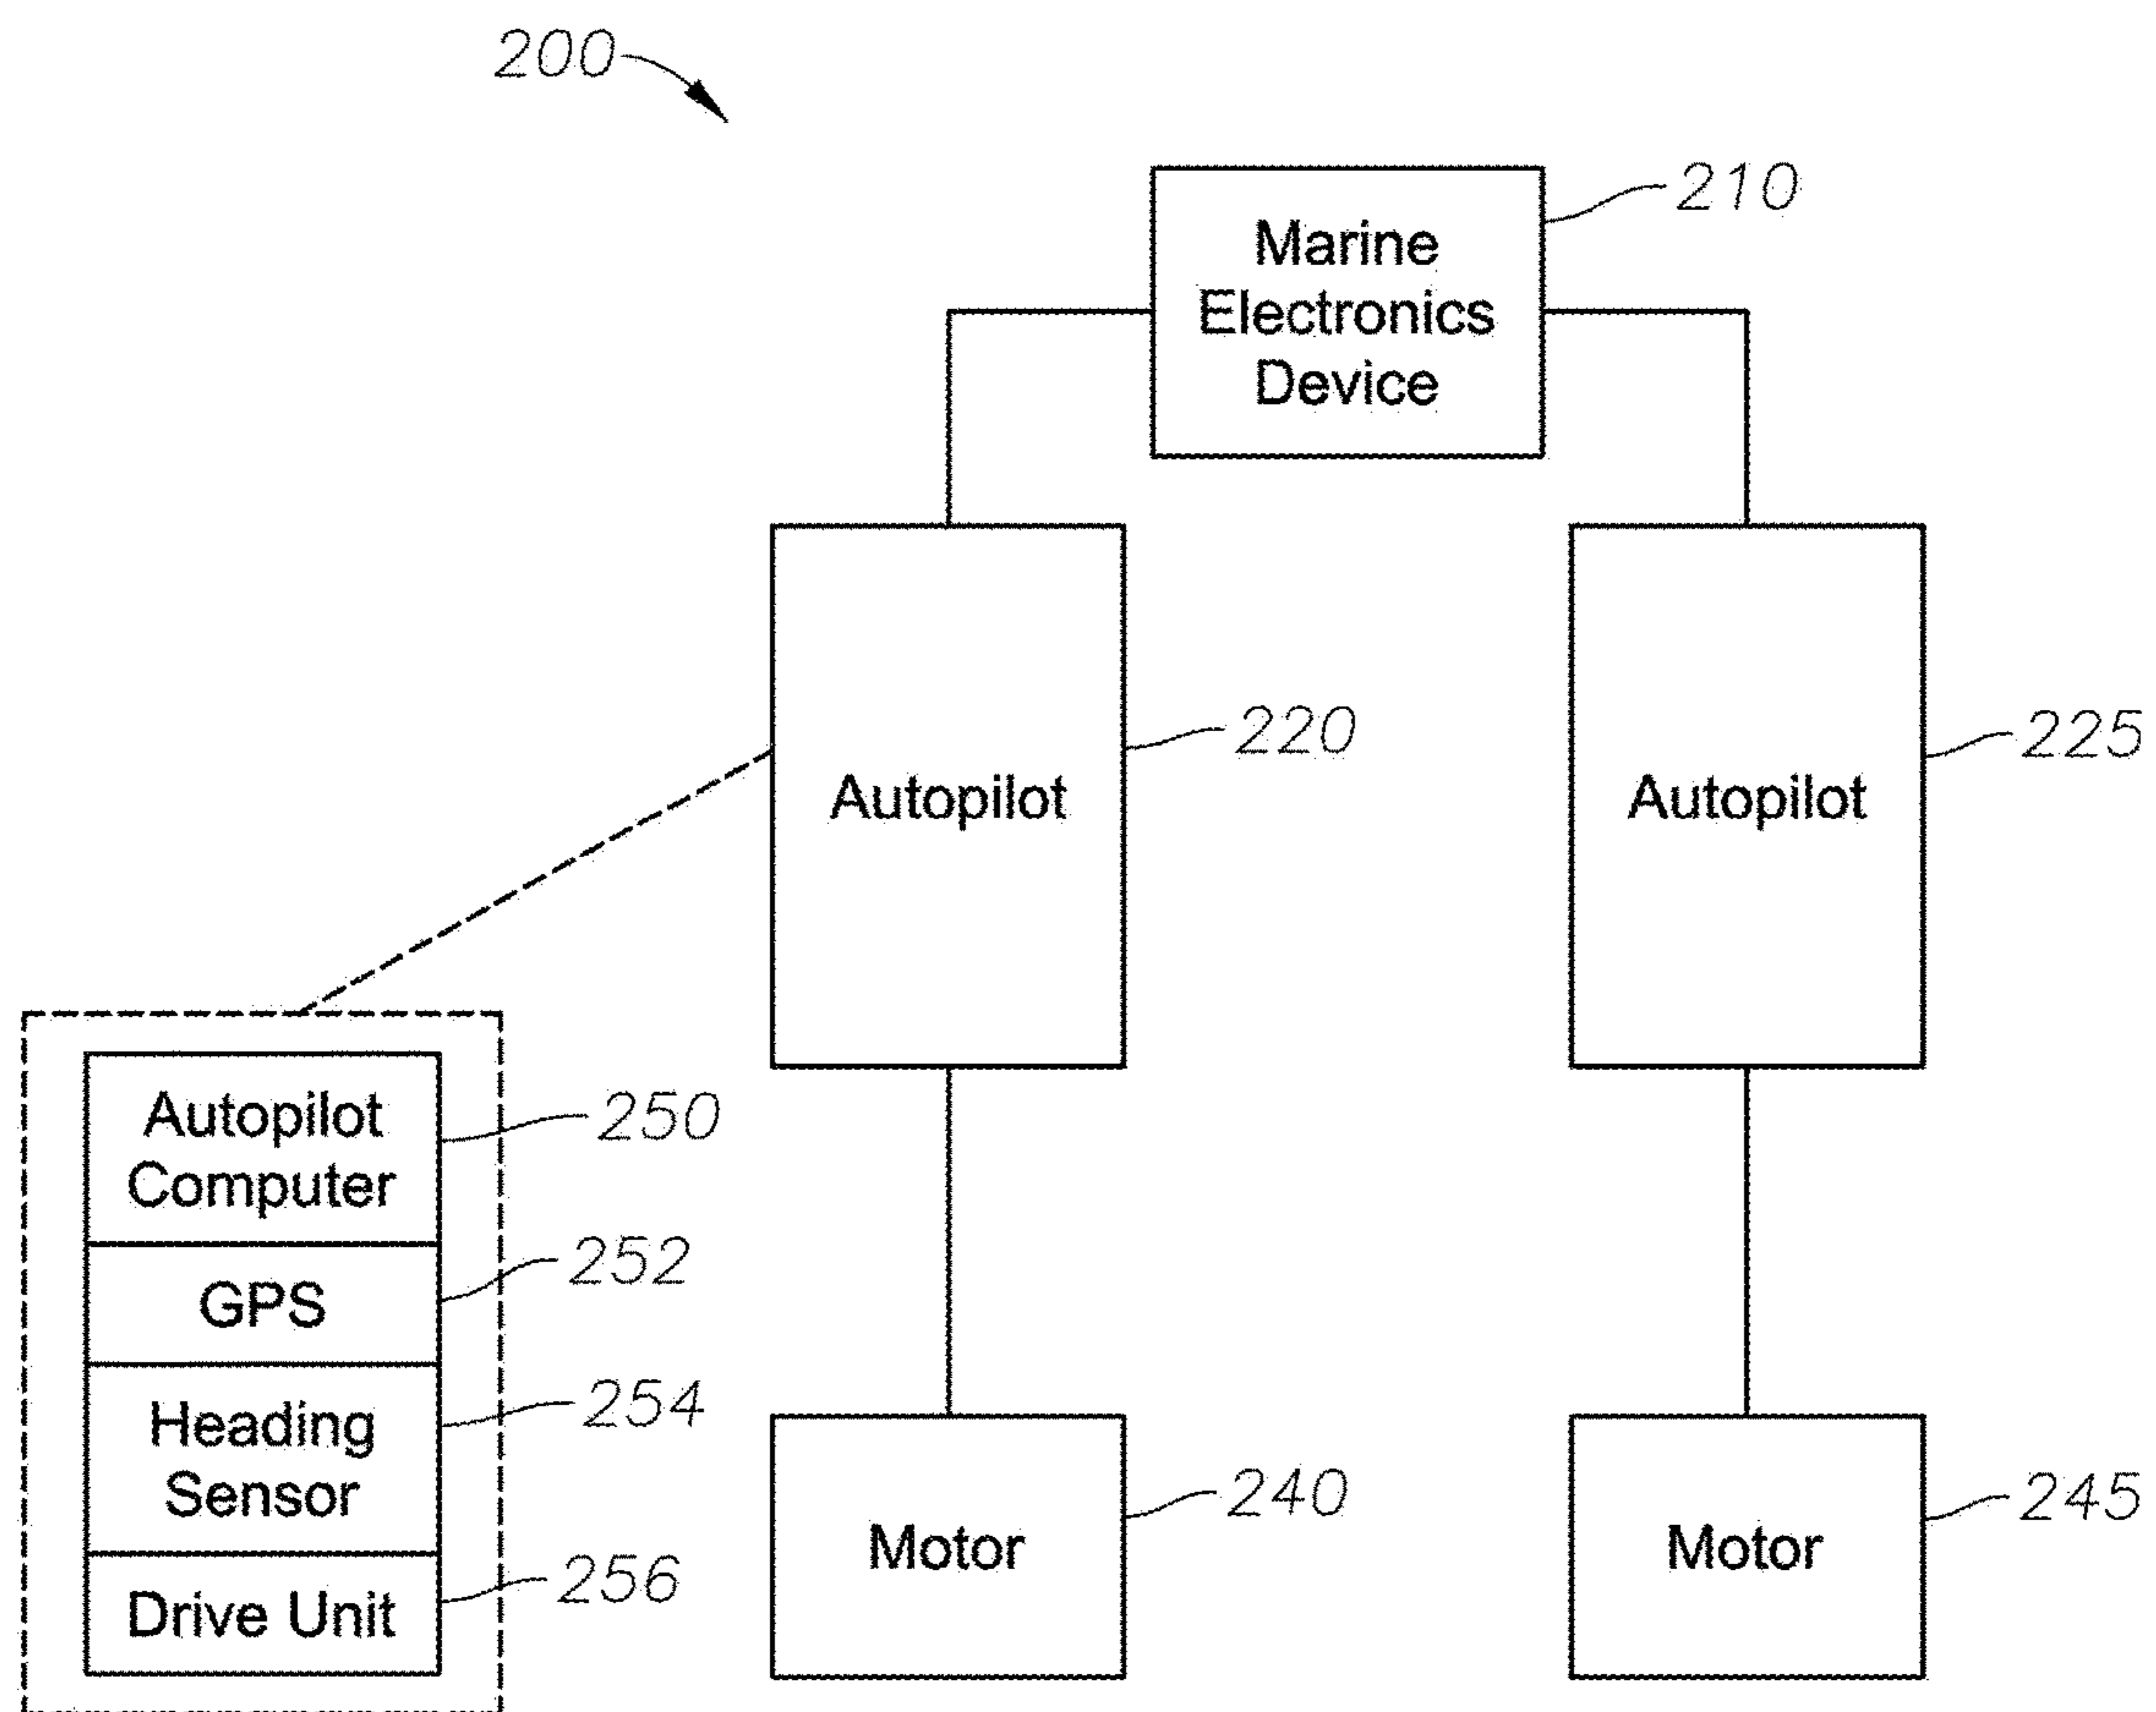 200
210
Marine
Electronics
Device
220
225
Autopilot
Autopilot
Autopilot
Computer
250
GPS
252
Heading
Sensor
254
Drive Unit
256
Motor
240
Motor
245